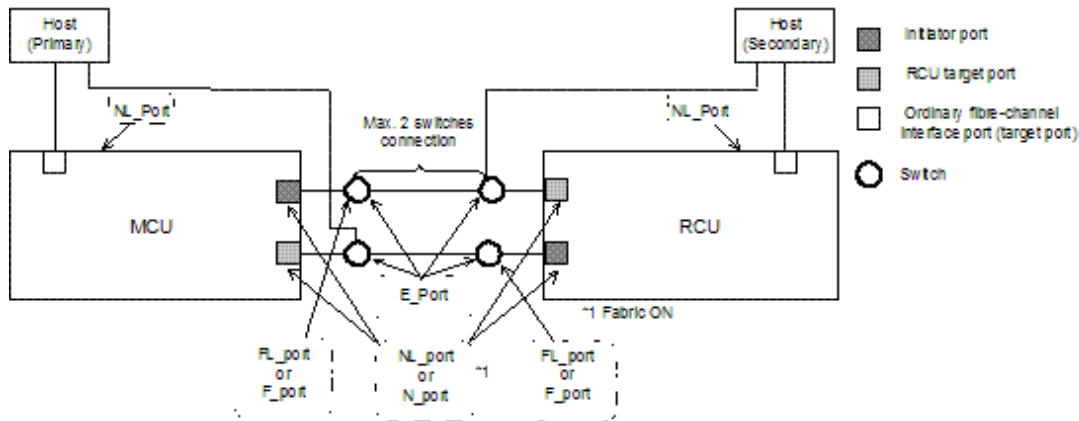 Host
(Primary)
Host
(Secondary)
Initiator port
RCU target port
Ordinary fibre-channel
interface port (target port)
Switch
NL_Port
Max. 2 switches
connection
NL_Port
MCU
RCU
E_Port
*1 Fabric ON
FL_port
or
F_port
NL_port
or
N_port
*1
FL_port
or
F_port